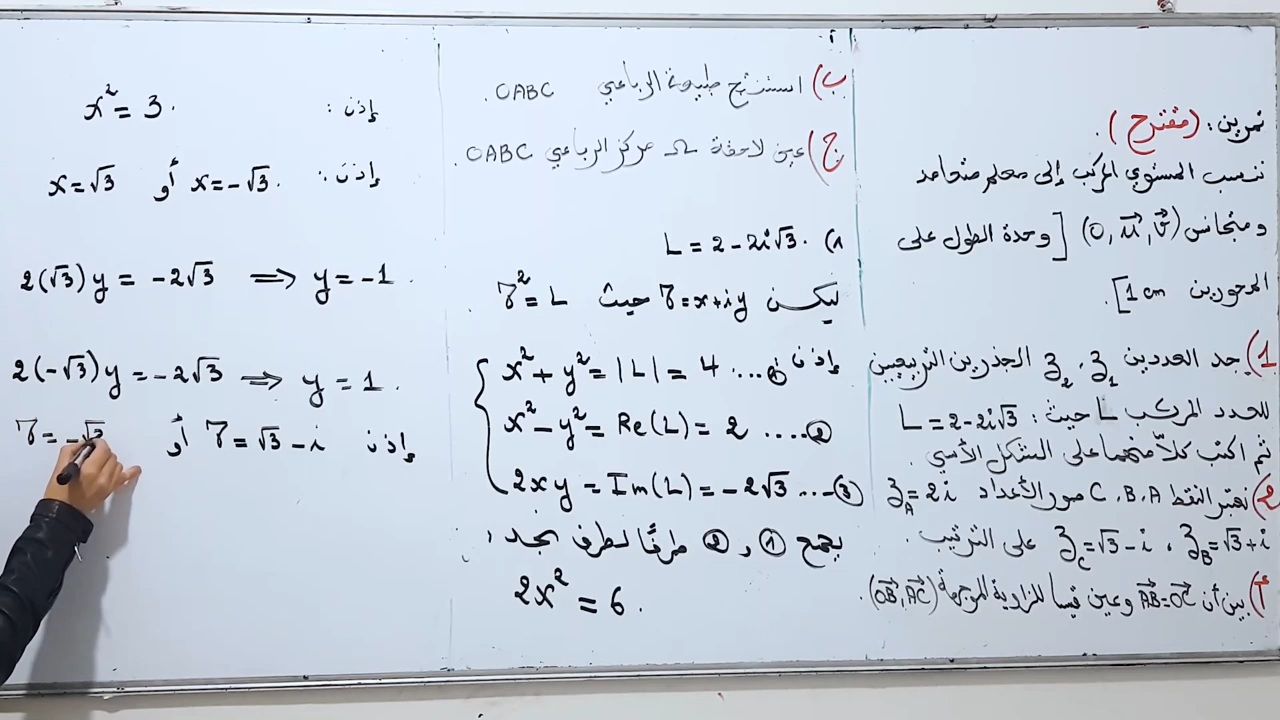 تمرين: (مقترح).
ننسب المستوي المركب إلى معلم متعامد
ومتجانس (O, u⃗, v⃗) [وحدة الطول على
المحورين 1cm].
1) جد العددين z₁، z₂ الجذرين التربيعيين
للعدد المركب L حيث: L = 2 - 2i√3
ثم اكتب كلاّ منهما على الشكل الأسي.
2) نعتبر النقط A، B، C صور الأعداد z_A = 2i
z_B = √3 + i، z_C = √3 - i على الترتيب.
أ) بين أن AB⃗ = OC⃗ وعين قيسا للزاوية الموجهة (OB⃗, AC⃗).
ب) استنتج طبيعة الرباعي OABC.
ج) عين لاحقة Ω مركز الرباعي OABC.
1) L = 2 - 2i√3.
ليكن 𝛿 = x + iy حيث 𝛿² = L
إذن x² + y² = |L| = 4 ....①
x² - y² = Re(L) = 2 ....②
2xy = Im(L) = -2√3 ....③
بجمع ① و ② طرفًا لطرف نجد:
2x² = 6.
إذن: x² = 3.
إذن: x = √3 أو x = -√3.
2(√3)y = -2√3 ⟹ y = -1.
2(-√3)y = -2√3 ⟹ y = 1.
إذن 𝛿 = √3 - i أو 𝛿 = -√3